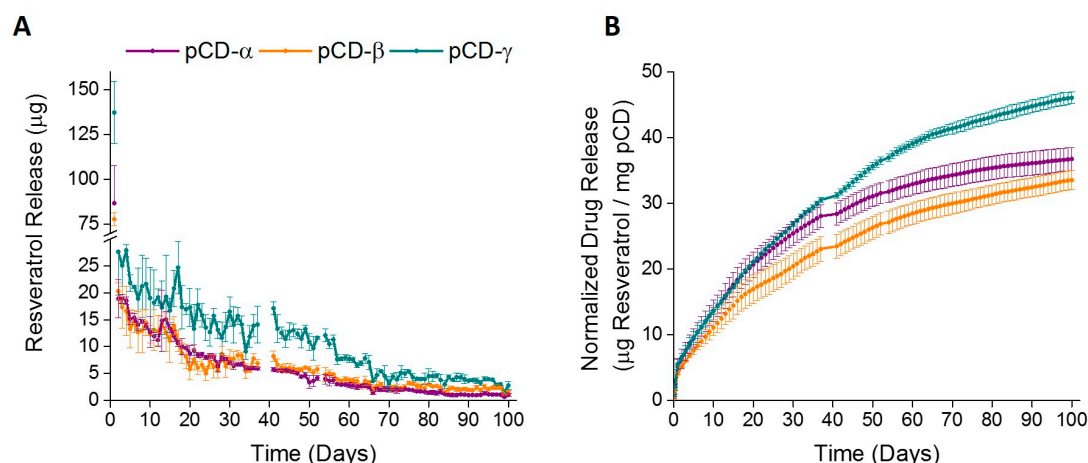 A
B
pCD-α pCD-β pCD-γ
Resveratrol Release (µg)
150
125
100
75
25
20
15
10
5
0
0 10 20 30 40 50 60 70 80 90 100
Time (Days)
Normalized Drug Release
(µg Resveratrol / mg pCD)
50
40
30
20
10
0
0 10 20 30 40 50 60 70 80 90 100
Time (Days)